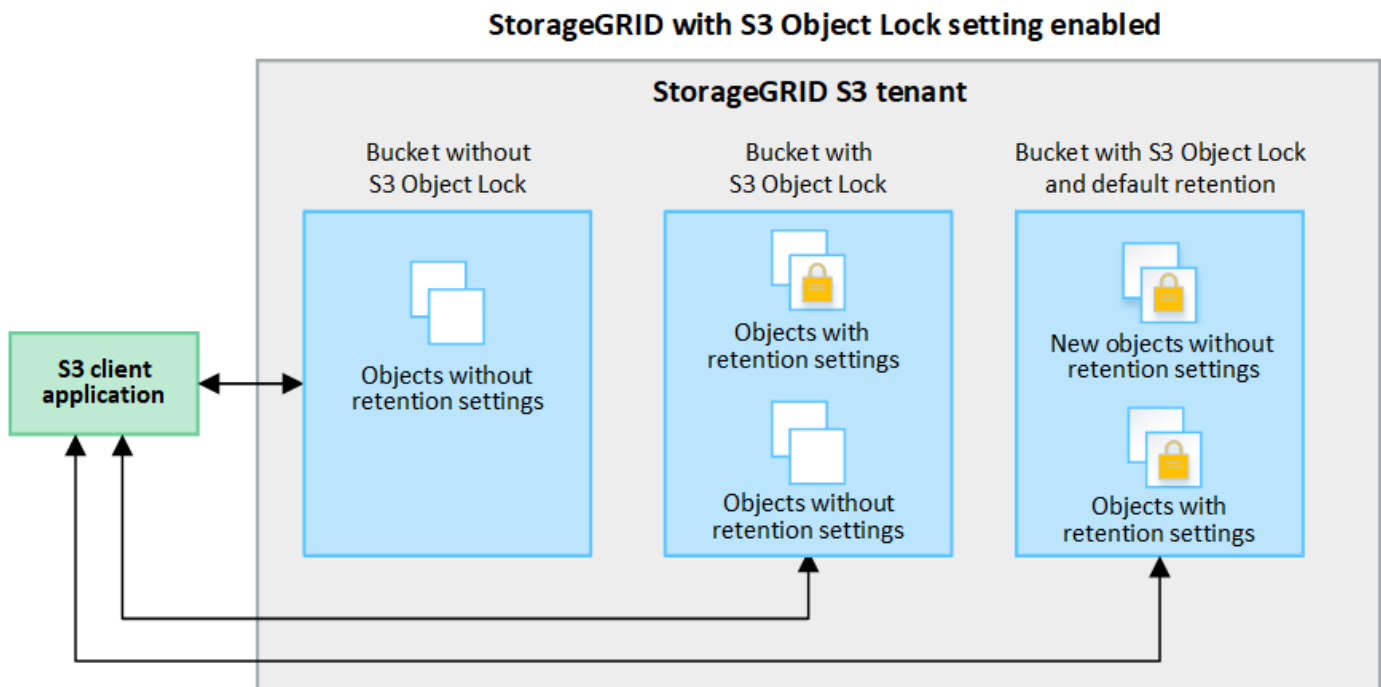 StorageGRID with S3 Object Lock setting enabled
StorageGRID S3 tenant
Bucket without
S3 Object Lock
Objects without
retention settings
Bucket with
S3 Object Lock
Objects with
retention settings
Objects without
retention settings
Bucket with S3 Object Lock
and default retention
New objects without
retention settings
Objects with
retention settings
S3 client
application